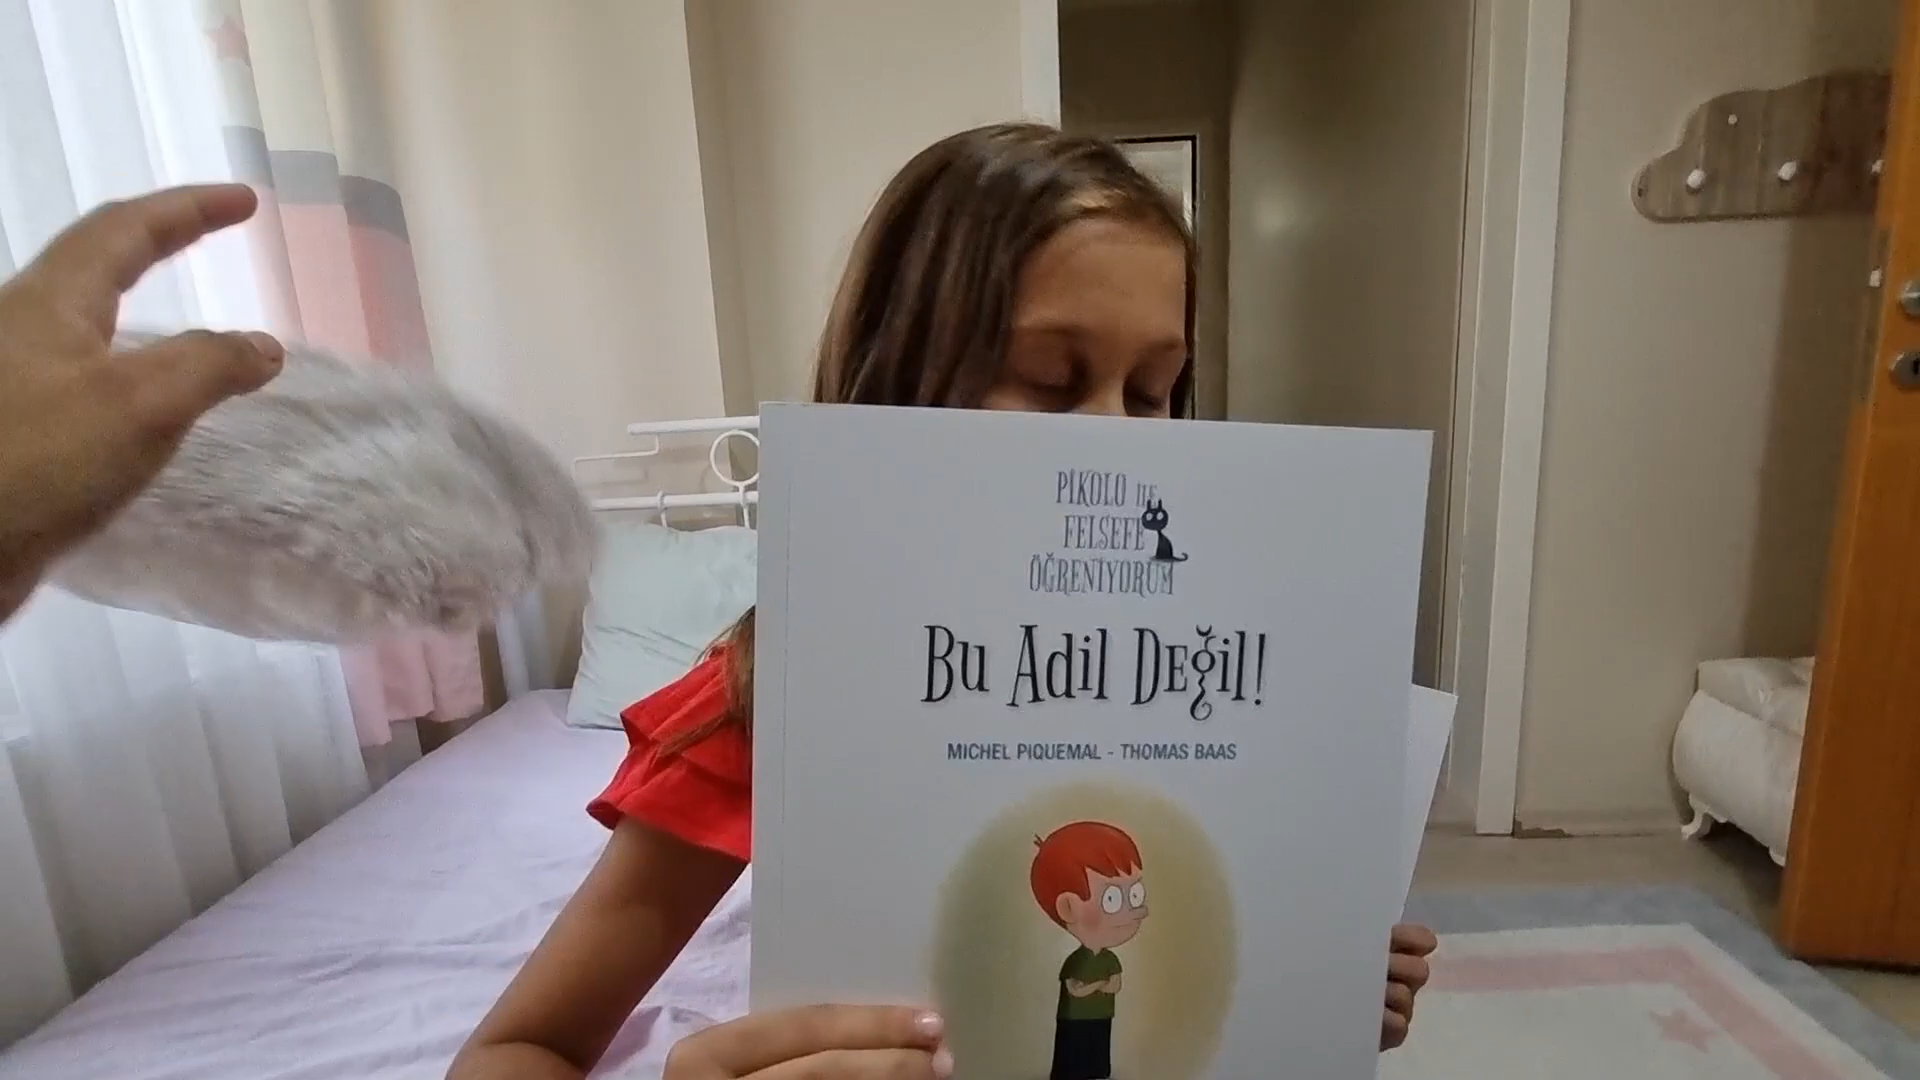 PİKOLO İLE
FELSEFE
ÖĞRENİYORUM
Bu Adil Değil!
MICHEL PIQUEMAL - THOMAS BAAS